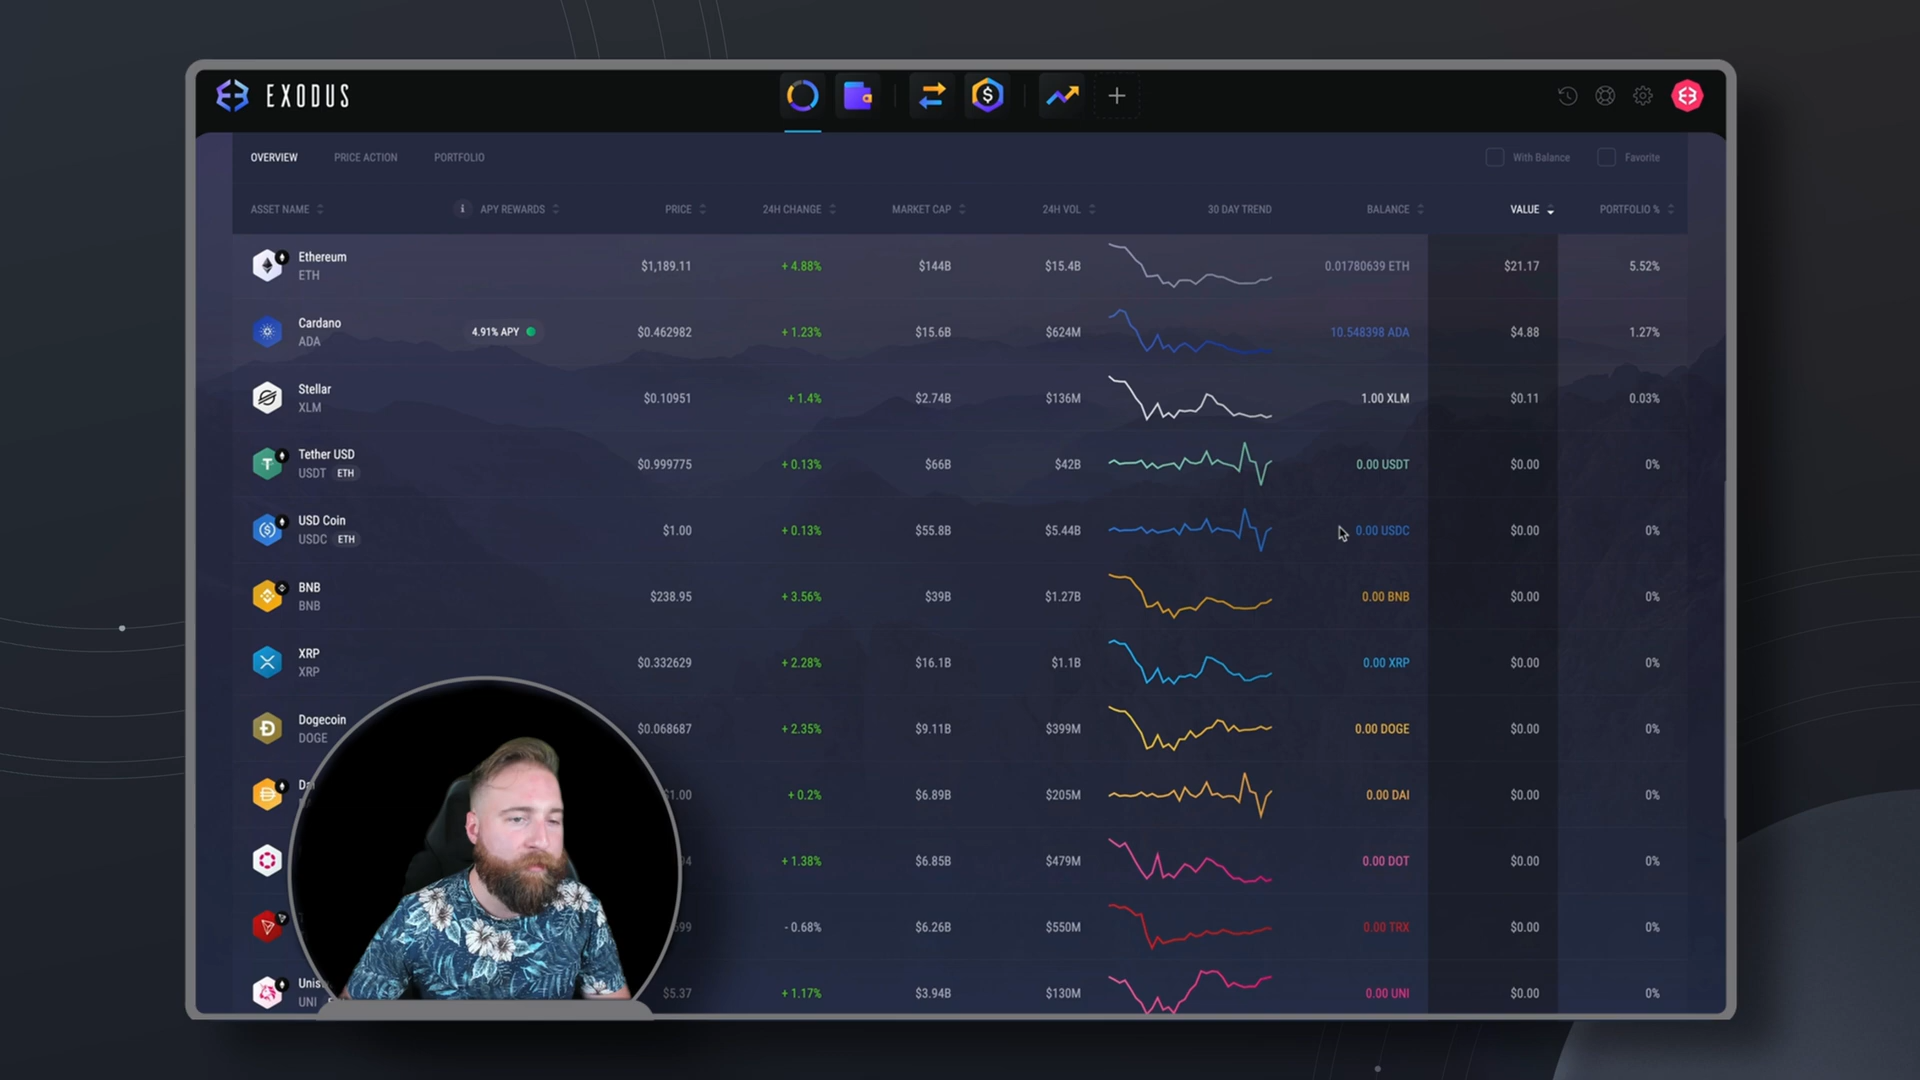 EXODUS
OVERVIEW PRICE ACTION PORTFOLIO With Balance Favorite
ASSET NAME i APY REWARDS PRICE 24H CHANGE MARKET CAP 24H VOL 30 DAY TREND BALANCE VALUE PORTFOLIO %
Ethereum
ETH $1,189.11 + 4.88% $144B $15.4B 0.01780639 ETH $21.17 5.52%
Cardano
ADA 4.91% APY $0.462982 + 1.23% $15.6B $624M 10.548398 ADA $4.88 1.27%
Stellar
XLM $0.10951 + 1.4% $2.74B $136M 1.00 XLM $0.11 0.03%
Tether USD
USDT ETH $0.999775 + 0.13% $66B $42B 0.00 USDT $0.00 0%
USD Coin
USDC ETH $1.00 + 0.13% $55.8B $5.44B 0.00 USDC $0.00 0%
BNB
BNB $238.95 + 3.56% $39B $1.27B 0.00 BNB $0.00 0%
XRP
XRP $0.332629 + 2.28% $16.1B $1.1B 0.00 XRP $0.00 0%
Dogecoin
DOGE $0.068687 + 2.35% $9.11B $399M 0.00 DOGE $0.00 0%
$1.00 + 0.2% $6.89B $205M 0.00 DAI $0.00 0%
+ 1.38% $6.85B $479M 0.00 DOT $0.00 0%
- 0.68% $6.26B $550M 0.00 TRX $0.00 0%
UNI $5.37 + 1.17% $3.94B $130M 0.00 UNI $0.00 0%